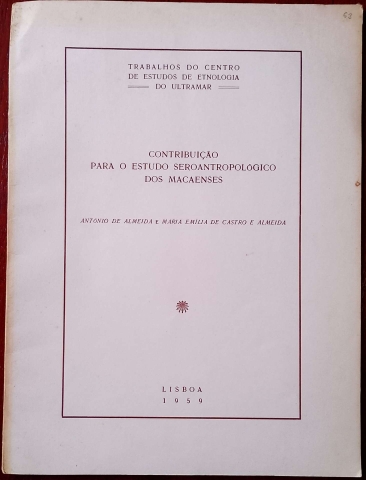 TRABALHOS DO CENTRO
DE ESTUDOS DE ETNOLOGIA
DO ULTRAMAR
CONTRIBUIÇÃO
PARA O ESTUDO SEROANTROPOLÓGICO
DOS MACAENSES
ANTÓNIO DE ALMEIDA E MARIA EMÍLIA DE CASTRO E ALMEIDA
LISBOA
1959